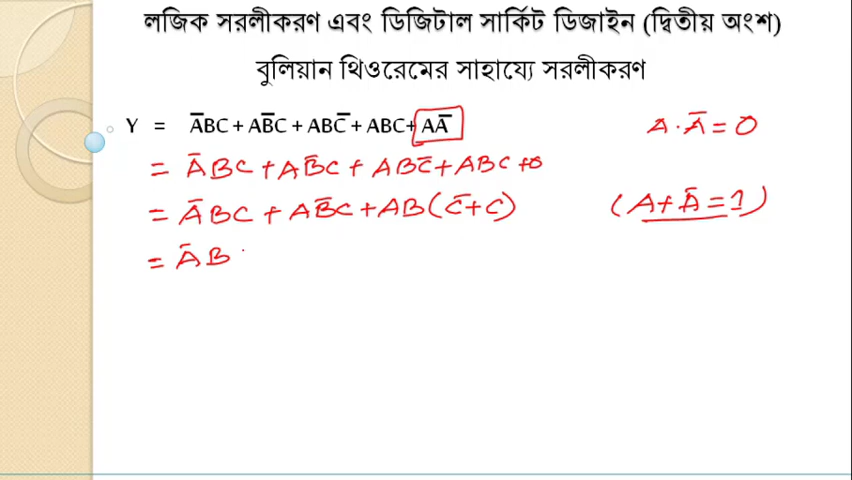 লজিক সরলীকরণ এবং ডিজিটাল সার্কিট ডিজাইন (দ্বিতীয় অংশ)
বুলিয়ান থিওরেমের সাহায্যে সরলীকরণ
Y = A̅BC + AB̅C + ABC̅ + ABC+ AA̅
A · A̅ = 0
= A̅BC + AB̅C + ABC̅ + ABC + 0
= A̅BC + AB̅C + AB(C̅+C)
(A + A̅ = 1)
= A̅B